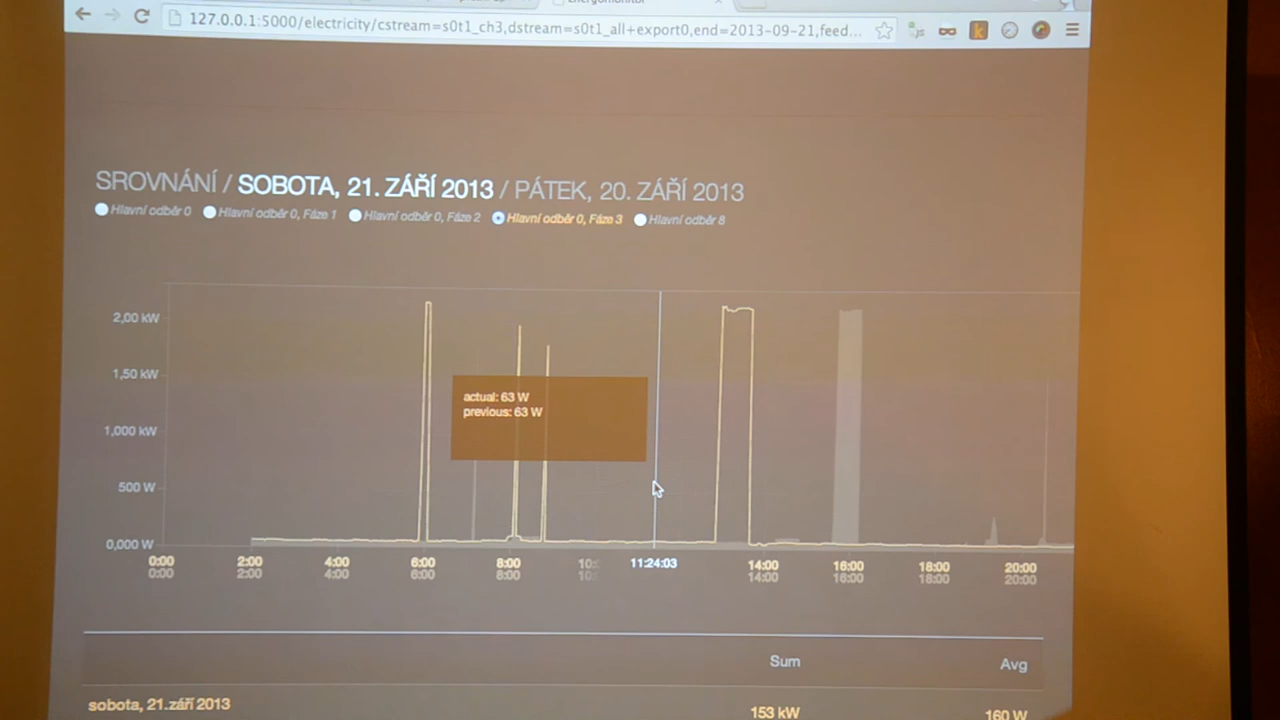 127.0.0.1:5000/electricity/cstream=s0t1_ch3,dstream=s0t1_all+export0,end=2013-09-21,feed...
SROVNÁNÍ / SOBOTA, 21. ZÁŘÍ 2013 / PÁTEK, 20. ZÁŘÍ 2013
Hlavní odběr 0 Hlavní odběr 0, Fáze 1 Hlavní odběr 0, Fáze 2 Hlavní odběr 0, Fáze 3 Hlavní odběr 8
2,00 kW
1,50 kW
actual: 63 W
previous: 63 W
1,000 kW
500 W
0,000 W
0:00 2:00 4:00 6:00 8:00 10: 11:24:03 14:00 16:00 18:00 20:00
0:00 2:00 4:00 6:00 8:00 10: 14:00 16:00 18:00 20:00
Sum Avg
sobota, 21.září 2013 153 kW 160 W